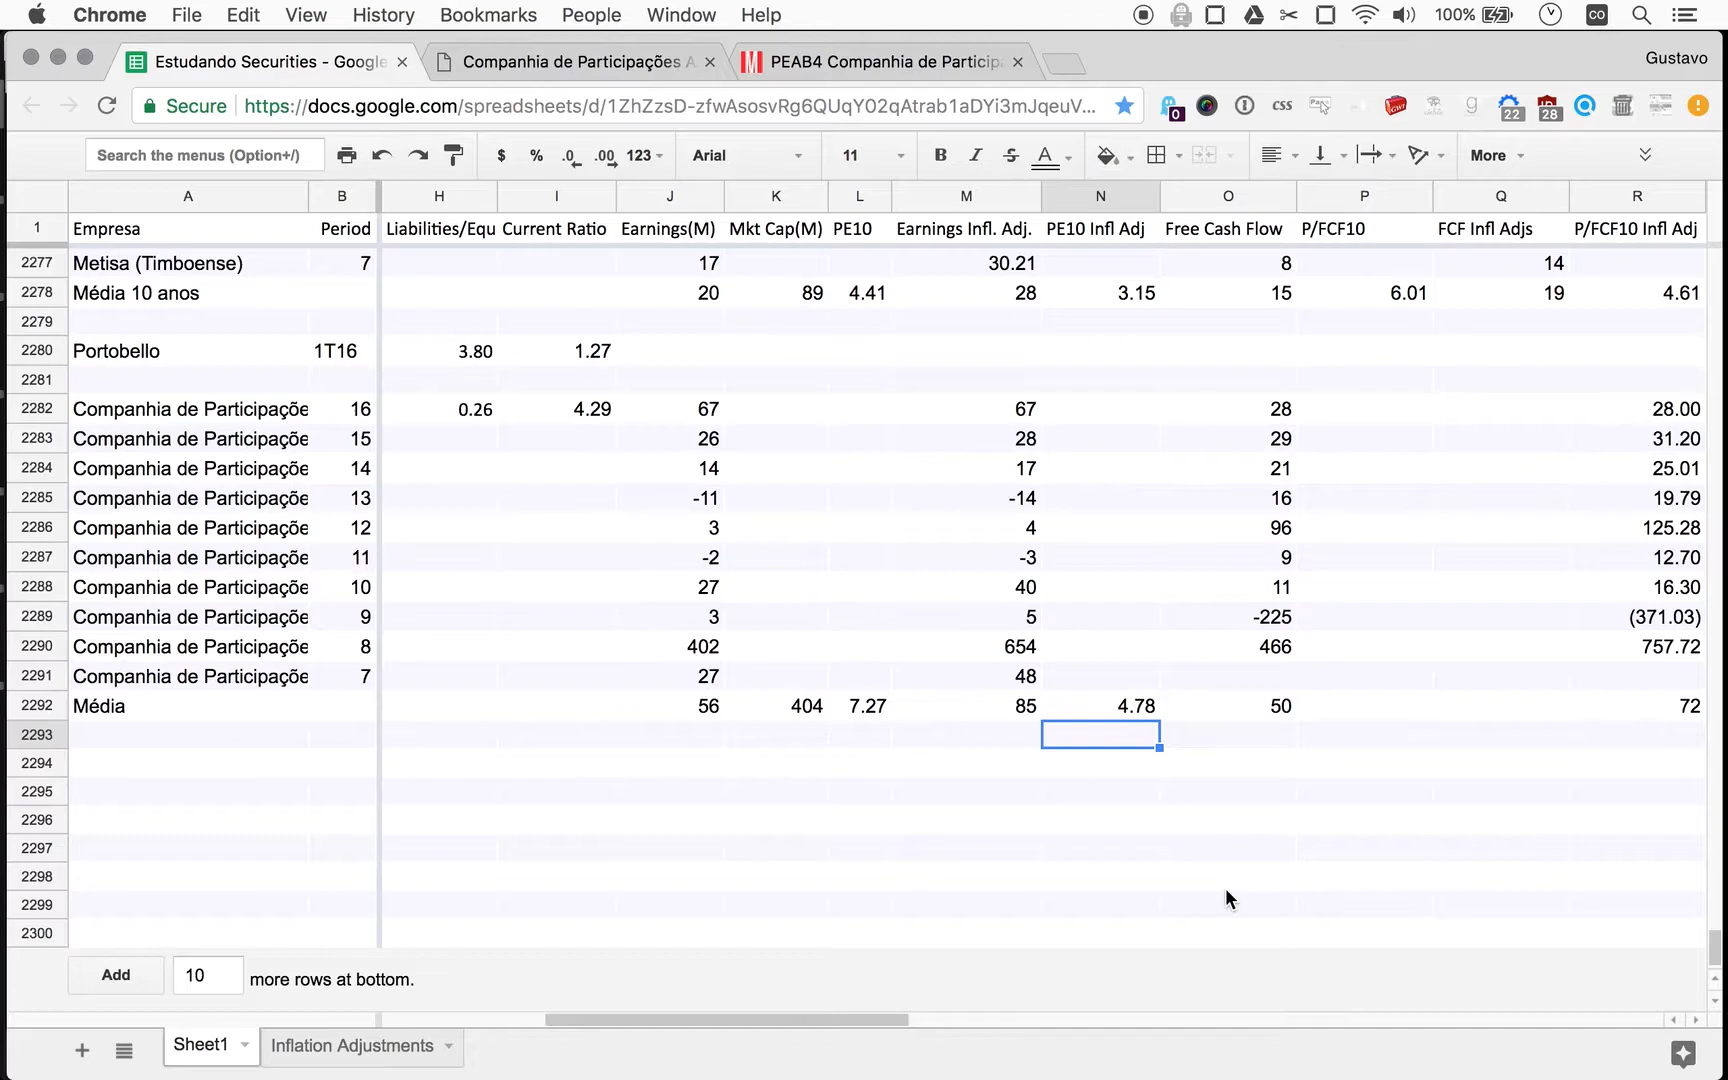 Chrome File Edit View History Bookmarks People Window Help 100%
Estudando Securities - Google Companhia de Participações A PEAB4 Companhia de Particip Gustavo
Secure https://docs.google.com/spreadsheets/d/1ZhZzsD-zfwAsosvRg6QUqY02qAtrab1aDYi3mJqeuV... 0 css 22 28
Search the menus (Option+/) $ % .0 .00 123 Arial 11 B I S A More
A B H I J K L M N O P Q R
1 Empresa Period Liabilities/Equ Current Ratio Earnings(M) Mkt Cap(M) PE10 Earnings Infl. Adj. PE10 Infl Adj Free Cash Flow P/FCF10 FCF Infl Adjs P/FCF10 Infl Adj
2277 Metisa (Timboense) 7 17 30.21 8 14
2278 Média 10 anos 20 89 4.41 28 3.15 15 6.01 19 4.61
2279
2280 Portobello 1T16 3.80 1.27
2281
2282 Companhia de Participaçõe 16 0.26 4.29 67 67 28 28.00
2283 Companhia de Participaçõe 15 26 28 29 31.20
2284 Companhia de Participaçõe 14 14 17 21 25.01
2285 Companhia de Participaçõe 13 -11 -14 16 19.79
2286 Companhia de Participaçõe 12 3 4 96 125.28
2287 Companhia de Participaçõe 11 -2 -3 9 12.70
2288 Companhia de Participaçõe 10 27 40 11 16.30
2289 Companhia de Participaçõe 9 3 5 -225 (371.03)
2290 Companhia de Participaçõe 8 402 654 466 757.72
2291 Companhia de Participaçõe 7 27 48
2292 Média 56 404 7.27 85 4.78 50 72
2293
2294
2295
2296
2297
2298
2299
2300
Add 10 more rows at bottom.
Sheet1 Inflation Adjustments